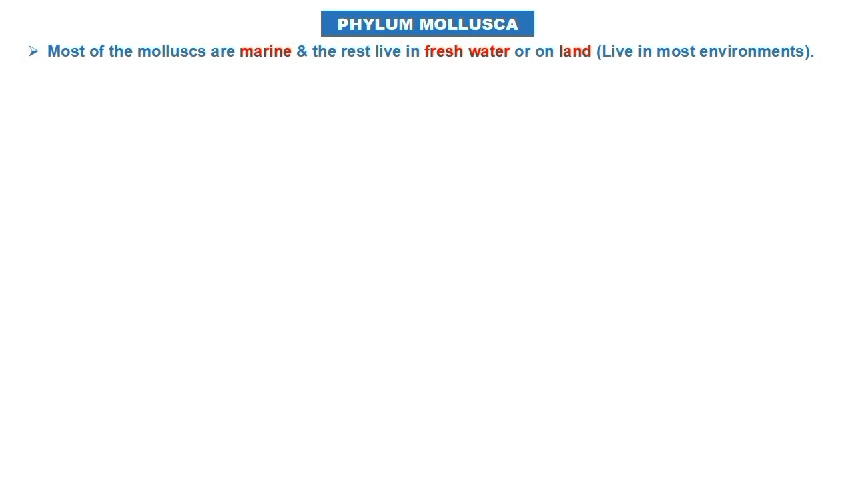 PHYLUM MOLLUSCA
➢ Most of the molluscs are marine & the rest live in fresh water or on land (Live in most environments).